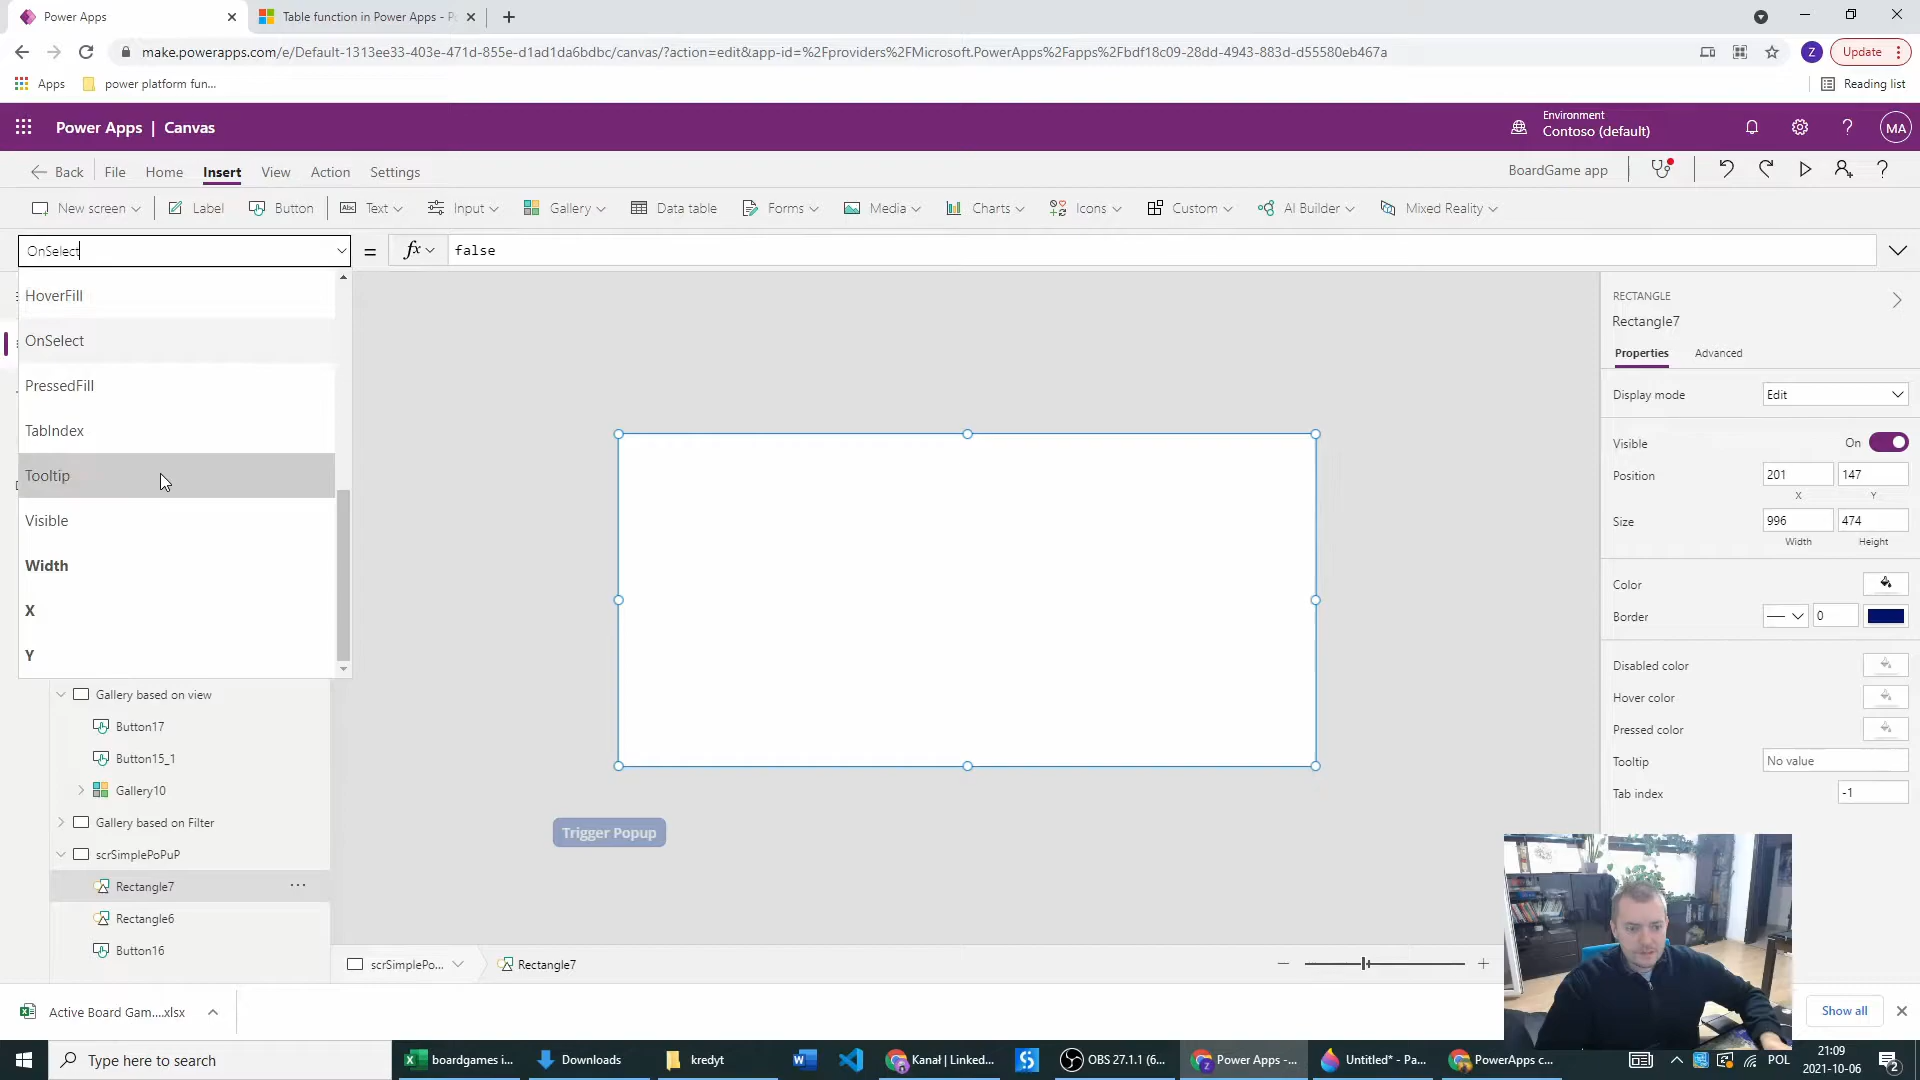 Power Apps
Table function in Power Apps - P
make.powerapps.com/e/Default-1313ee33-403e-471d-855e-d1ad1da6bdbc/canvas/?action=edit&app-id=%2Fproviders%2FMicrosoft.PowerApps%2Fapps%2Fbdf18c09-28dd-4943-883d-d55580eb467a
Z
Update
Apps
power platform fun...
Reading list
Power Apps | Canvas
Environment
Contoso (default)
MA
Back
File
Home
Insert
View
Action
Settings
BoardGame app
New screen
Label
Button
Text
Input
Gallery
Data table
Forms
Media
Charts
Icons
Custom
AI Builder
Mixed Reality
OnSelect
=
fx
false
HoverFill
OnSelect
PressedFill
TabIndex
Tooltip
Visible
Width
X
Y
Gallery based on view
Button17
Button15_1
Gallery10
Gallery based on Filter
scrSimplePoPuP
Rectangle7
Rectangle6
Button16
Trigger Popup
scrSimplePo...
Rectangle7
RECTANGLE
Rectangle7
Properties
Advanced
Display mode
Edit
Visible
On
Position
201
147
X
Y
Size
996
474
Width
Height
Color
Border
0
Disabled color
Hover color
Pressed color
Tooltip
No value
Tab index
-1
Active Board Gam....xlsx
Show all
Type here to search
boardgames i...
Downloads
kredyt
Kanał | Linked...
OBS 27.1.1 (6...
Power Apps -...
Untitled* - Pa...
PowerApps c...
POL
21:09
2021-10-06
2